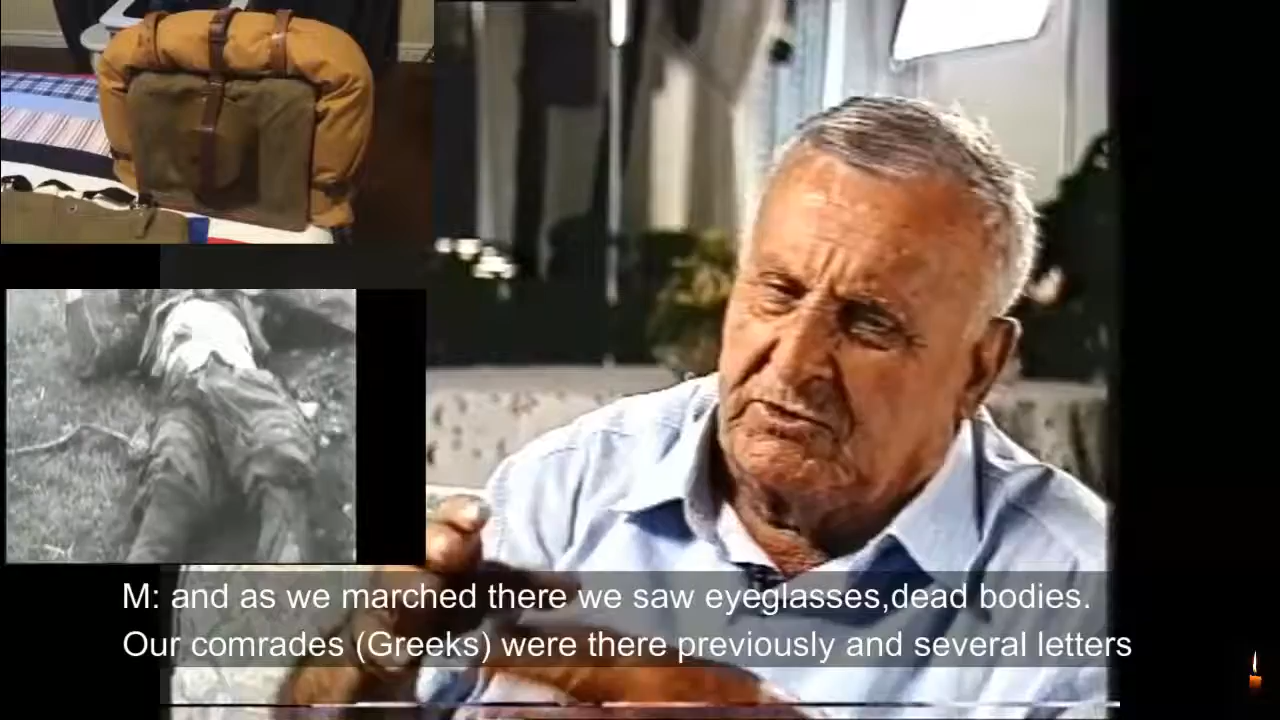 M: and as we marched there we saw eyeglasses,dead bodies.
Our comrades (Greeks) were there previously and several letters